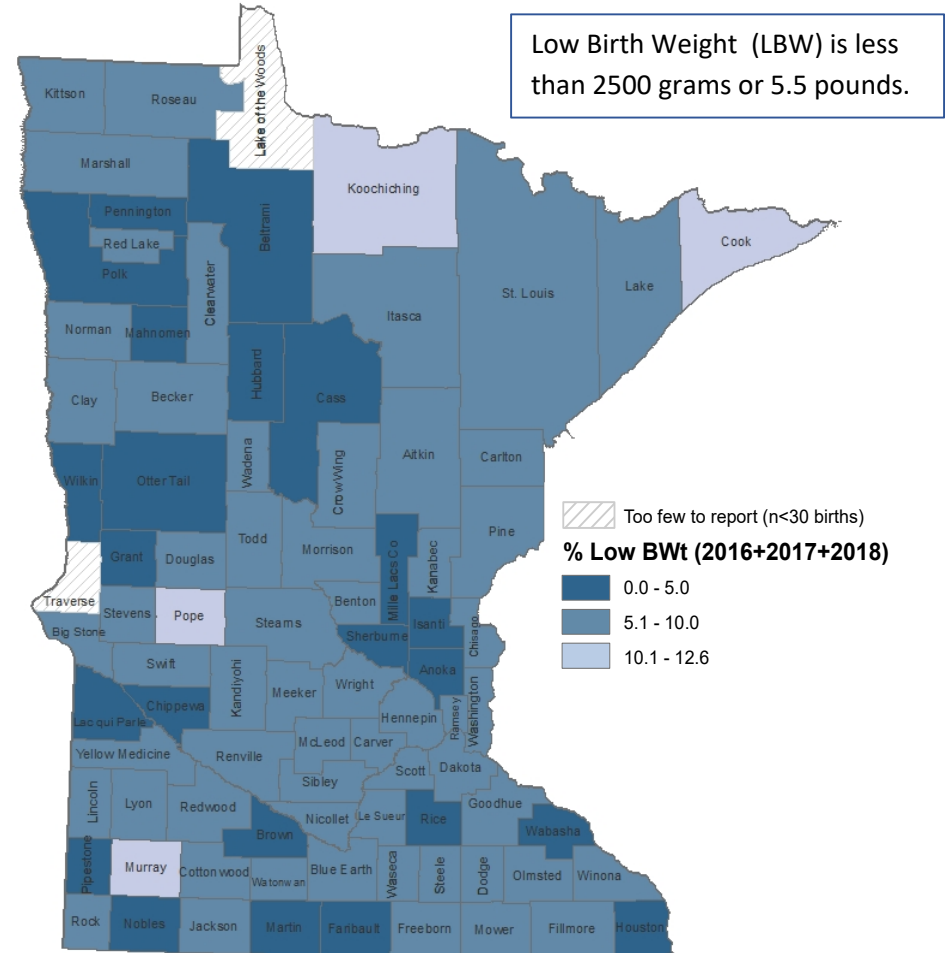 Low Birth Weight (LBW) is less
than 2500 grams or 5.5 pounds.
Kittson
Roseau
Lake of the Woods
Marshall
Koochiching
Pennington
Red Lake
Polk
Beltrami
Clearwater
Cook
St. Louis
Lake
Itasca
Norman
Mahnomen
Hubbard
Cass
Clay
Becker
Wadena
Crow Wing
Aitkin
Carlton
Wilkin
Otter Tail
Pine
Too few to report (n<30 births)
% Low BWt (2016+2017+2018)
0.0 - 5.0
5.1 - 10.0
10.1 - 12.6
Grant
Douglas
Todd
Morrison
Mille Lacs Co
Kanabec
Traverse
Stevens
Pope
Stearns
Benton
Big Stone
Sherburne
Isanti
Chisago
Swift
Kandiyohi
Meeker
Wright
Anoka
Lac qui Parle
Chippewa
Hennepin
Ramsey
Washington
Yellow Medicine
Renville
McLeod
Carver
Scott
Dakota
Sibley
Lincoln
Lyon
Redwood
Nicollet
Le Sueur
Rice
Goodhue
Wabasha
Brown
Pipestone
Murray
Cottonwood
Watonwan
Blue Earth
Waseca
Steele
Dodge
Olmsted
Winona
Rock
Nobles
Jackson
Martin
Faribault
Freeborn
Mower
Fillmore
Houston